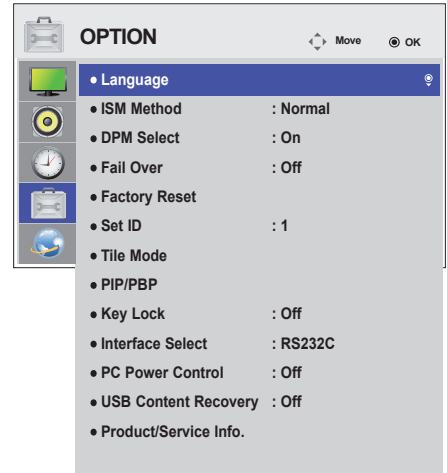 OPTION Move OK
● Language
● ISM Method : Normal
● DPM Select : On
● Fail Over : Off
● Factory Reset
● Set ID : 1
● Tile Mode
● PIP/PBP
● Key Lock : Off
● Interface Select : RS232C
● PC Power Control : Off
● USB Content Recovery : Off
● Product/Service Info.